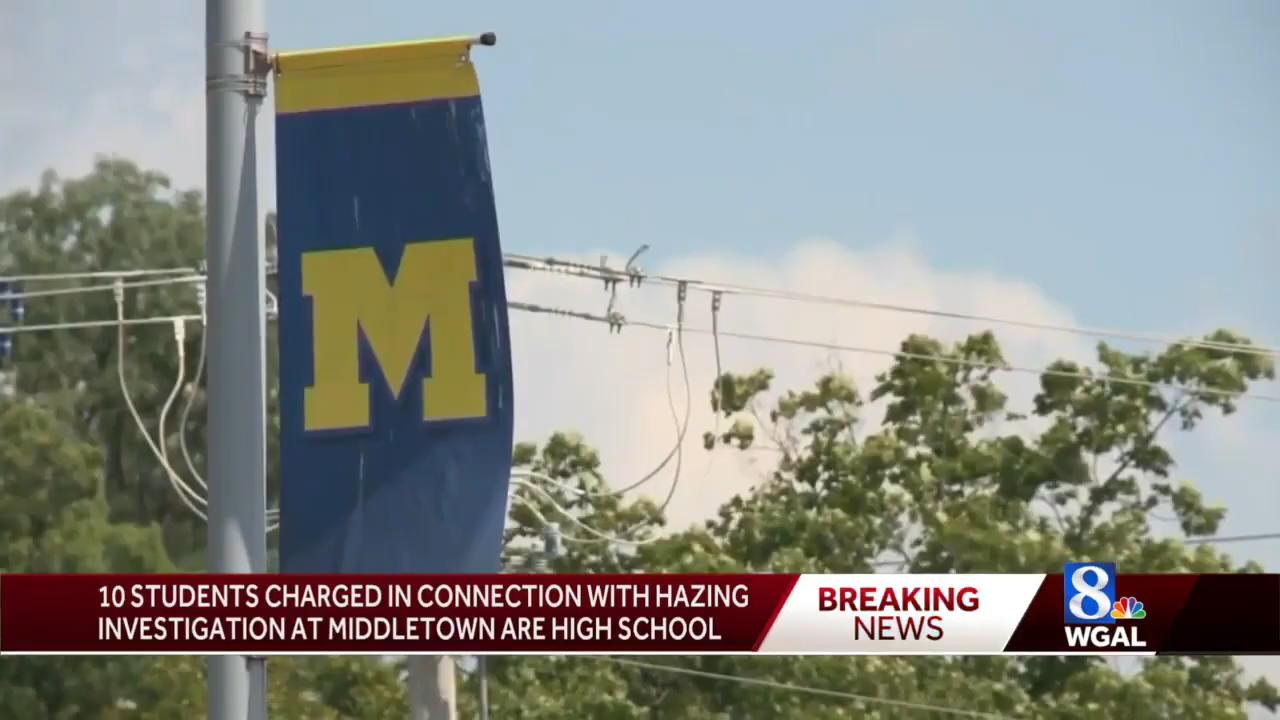 M
10 STUDENTS CHARGED IN CONNECTION WITH HAZING
INVESTIGATION AT MIDDLETOWN ARE HIGH SCHOOL
BREAKING
NEWS
8
WGAL